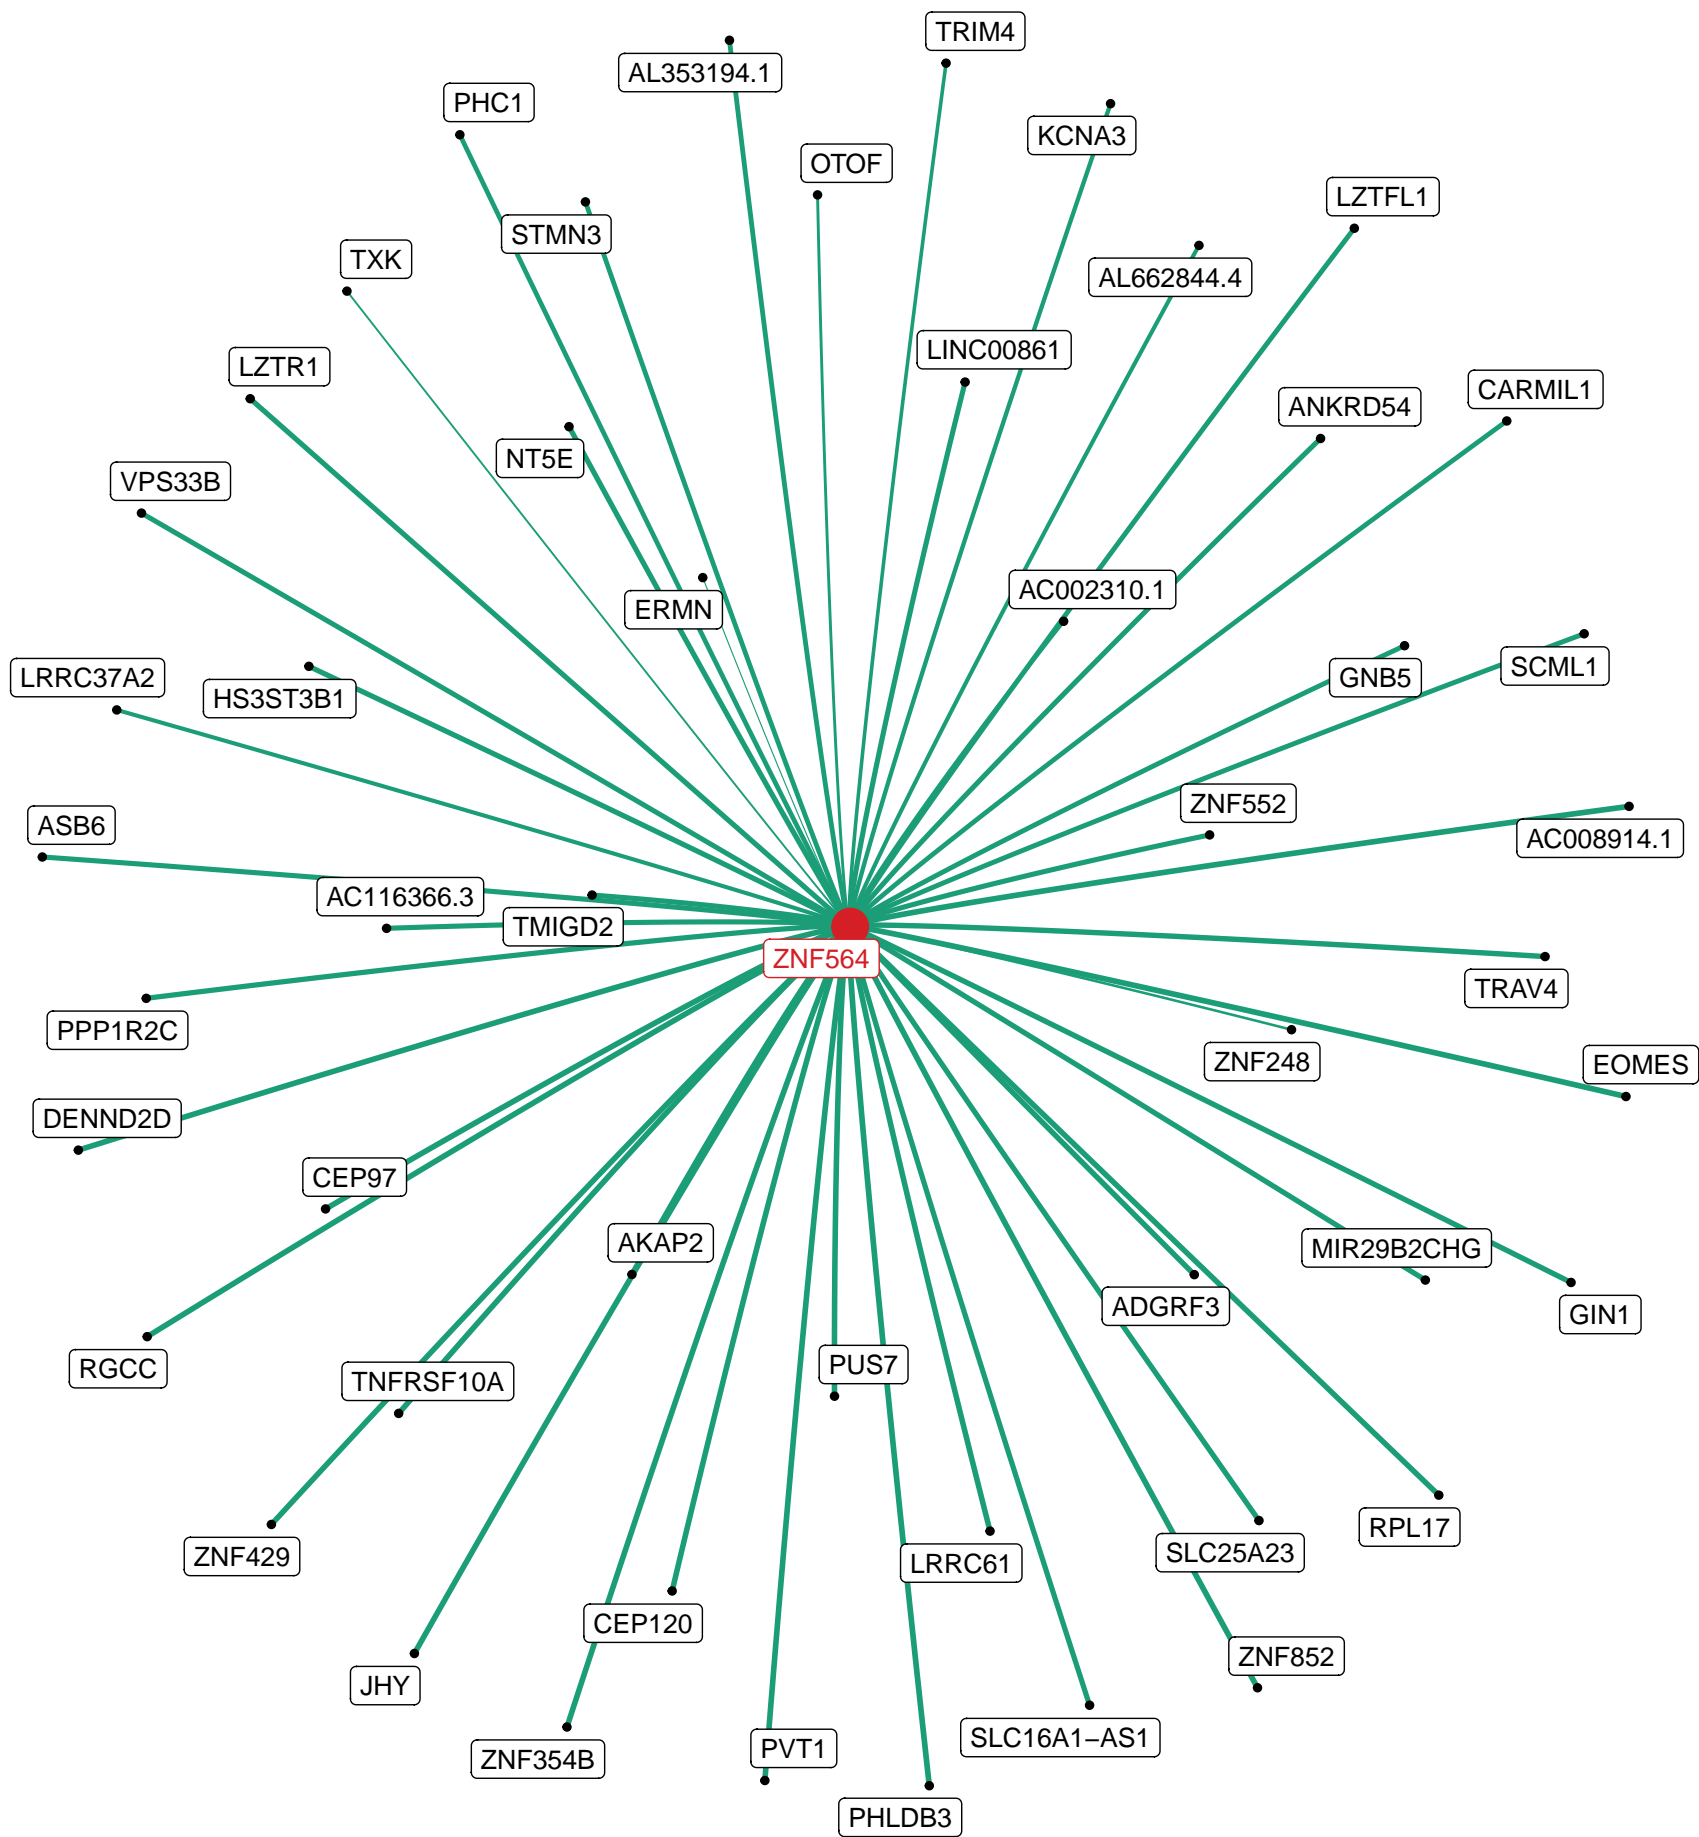 TRIM4
AL353194.1
PHC1
KCNA3
OTOF
LZTFL1
STMN3
TXK
AL662844.4
LINC00861
LZTR1
CARMIL1
ANKRD54
NT5E
VPS33B
AC002310.1
ERMN
SCML1
LRRC37A2
GNB5
HS3ST3B1
ZNF552
ASB6
AC008914.1
AC116366.3
TMIGD2
ZNF564
TRAV4
PPP1R2C
ZNF248
EOMES
DENND2D
CEP97
AKAP2
MIR29B2CHG
ADGRF3
GIN1
PUS7
RGCC
TNFRSF10A
RPL17
SLC25A23
ZNF429
LRRC61
CEP120
ZNF852
JHY
SLC16A1−AS1
PVT1
ZNF354B
PHLDB3